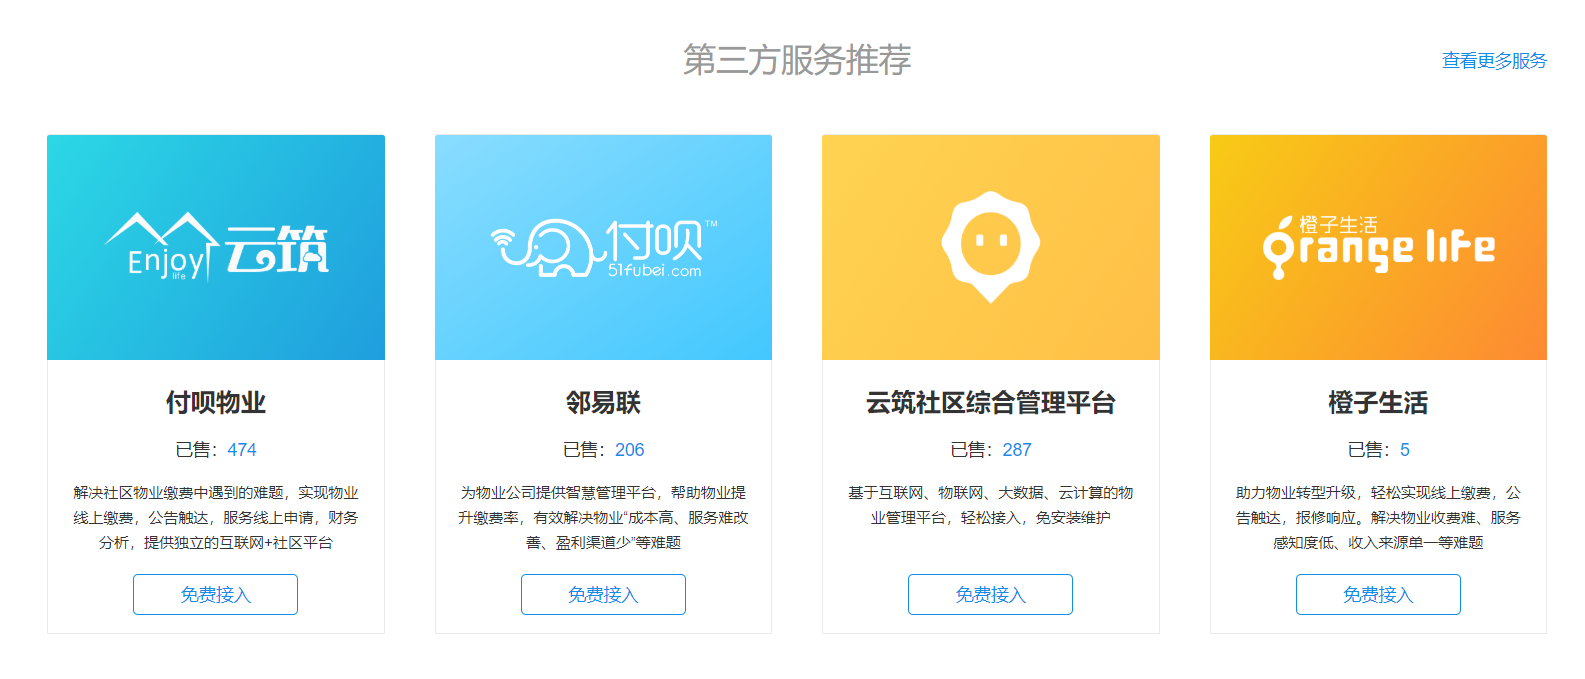 第三方服务推荐
查看更多服务
Enjoy
life
云筑
付呗物业
已售：474
解决社区物业缴费中遇到的难题，实现物业
线上缴费，公告触达，服务线上申请，财务
分析，提供独立的互联网+社区平台
免费接入
付呗™
51fubei.com
邻易联
已售：206
为物业公司提供智慧管理平台，帮助物业提
升缴费率，有效解决物业“成本高、服务难改
善、盈利渠道少”等难题
免费接入
云筑社区综合管理平台
已售：287
基于互联网、物联网、大数据、云计算的物
业管理平台，轻松接入，免安装维护
免费接入
橙子生活
orange life
橙子生活
已售：5
助力物业转型升级，轻松实现线上缴费，公
告触达，报修响应。解决物业收费难、服务
感知度低、收入来源单一等难题
免费接入